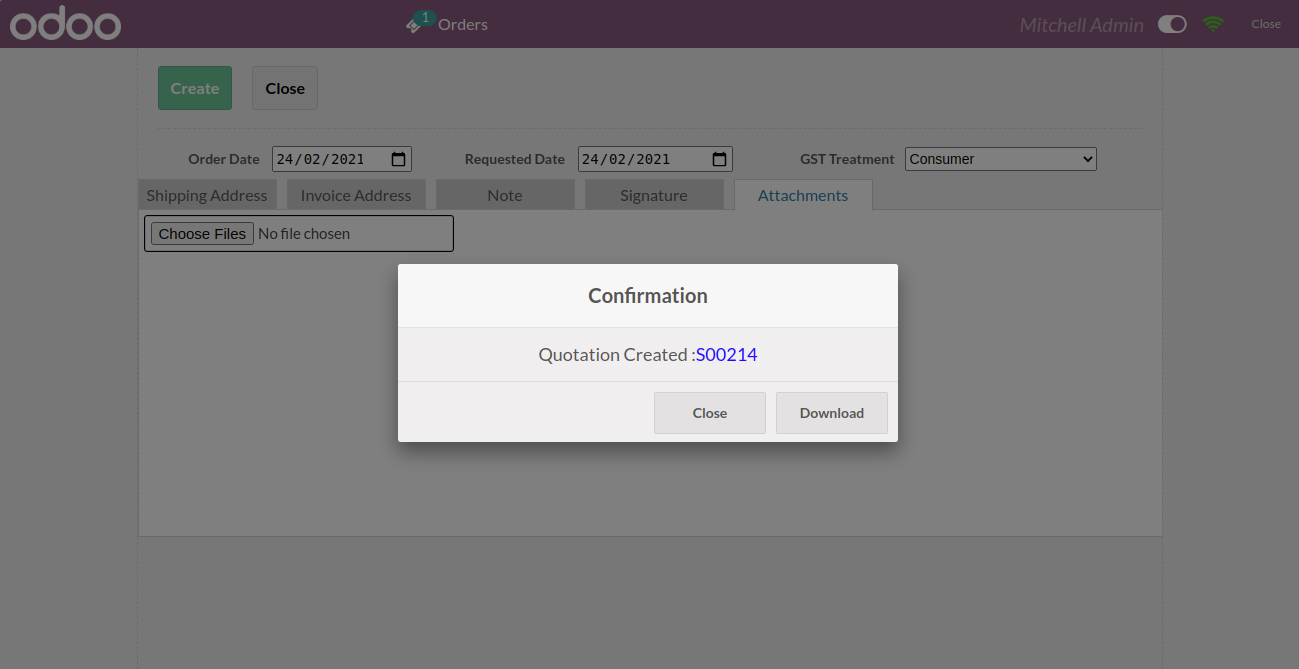 odoo
1
Orders
Mitchell Admin
Close
Create
Close
Order Date 24/02/2021 Requested Date 24/02/2021 GST Treatment Consumer
Shipping Address Invoice Address Note Signature Attachments
Choose Files No file chosen
Confirmation
Quotation Created :S00214
Close Download